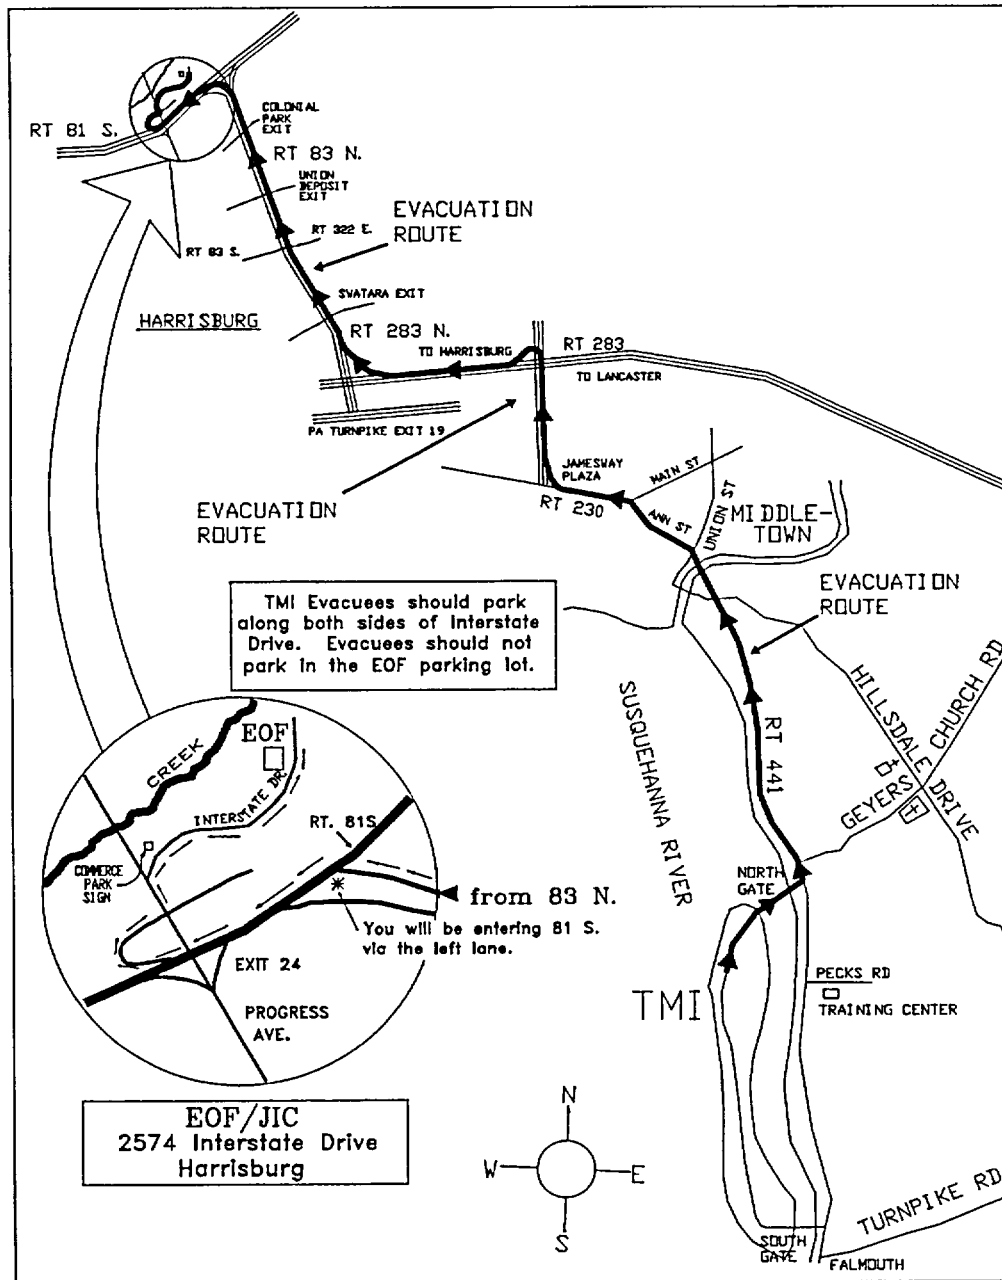 RT 81 S.
COLONIAL
PARK
EXIT
RT 83 N.
UNION
DEPOSIT
EXIT
EVACUATION
ROUTE
RT 322 E.
RT 83 S.
SWATARA EXIT
HARRISBURG
RT 283 N.
TO HARRISBURG
RT 283
TO LANCASTER
PA TURNPIKE EXIT 19
JAMESWAY
PLAZA
MAIN ST
EVACUATION
ROUTE
RT 230
ANN ST
UNION ST
MIDDLE-
TOWN
EVACUATION
ROUTE
TMI Evacuees should park
along both sides of Interstate
Drive. Evacuees should not
park in the EOF parking lot.
SUSQUEHANNA RIVER
RT 441
HILLSDALE DRIVE
GEYERS CHURCH RD
EOF
CREEK
INTERSTATE DR.
RT. 81S
COMMERCE
PARK
SIGN
from 83 N.
You will be entering 81 S.
via the left lane.
EXIT 24
PROGRESS
AVE.
NORTH
GATE
TMI
PECKS RD
TRAINING CENTER
EOF/JIC
2574 Interstate Drive
Harrisburg
N
W
E
S
TURNPIKE RD
SOUTH
GATE
FALMOUTH